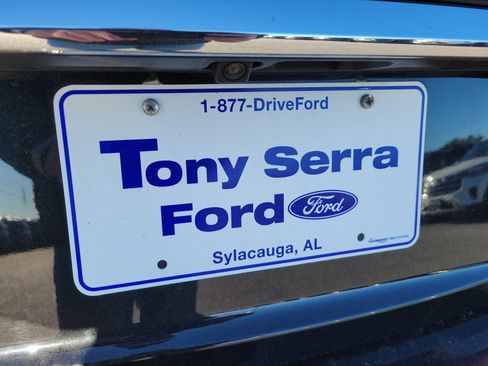 1-877-DriveFord
Tony Serra
Ford Ford
Sylacauga, AL